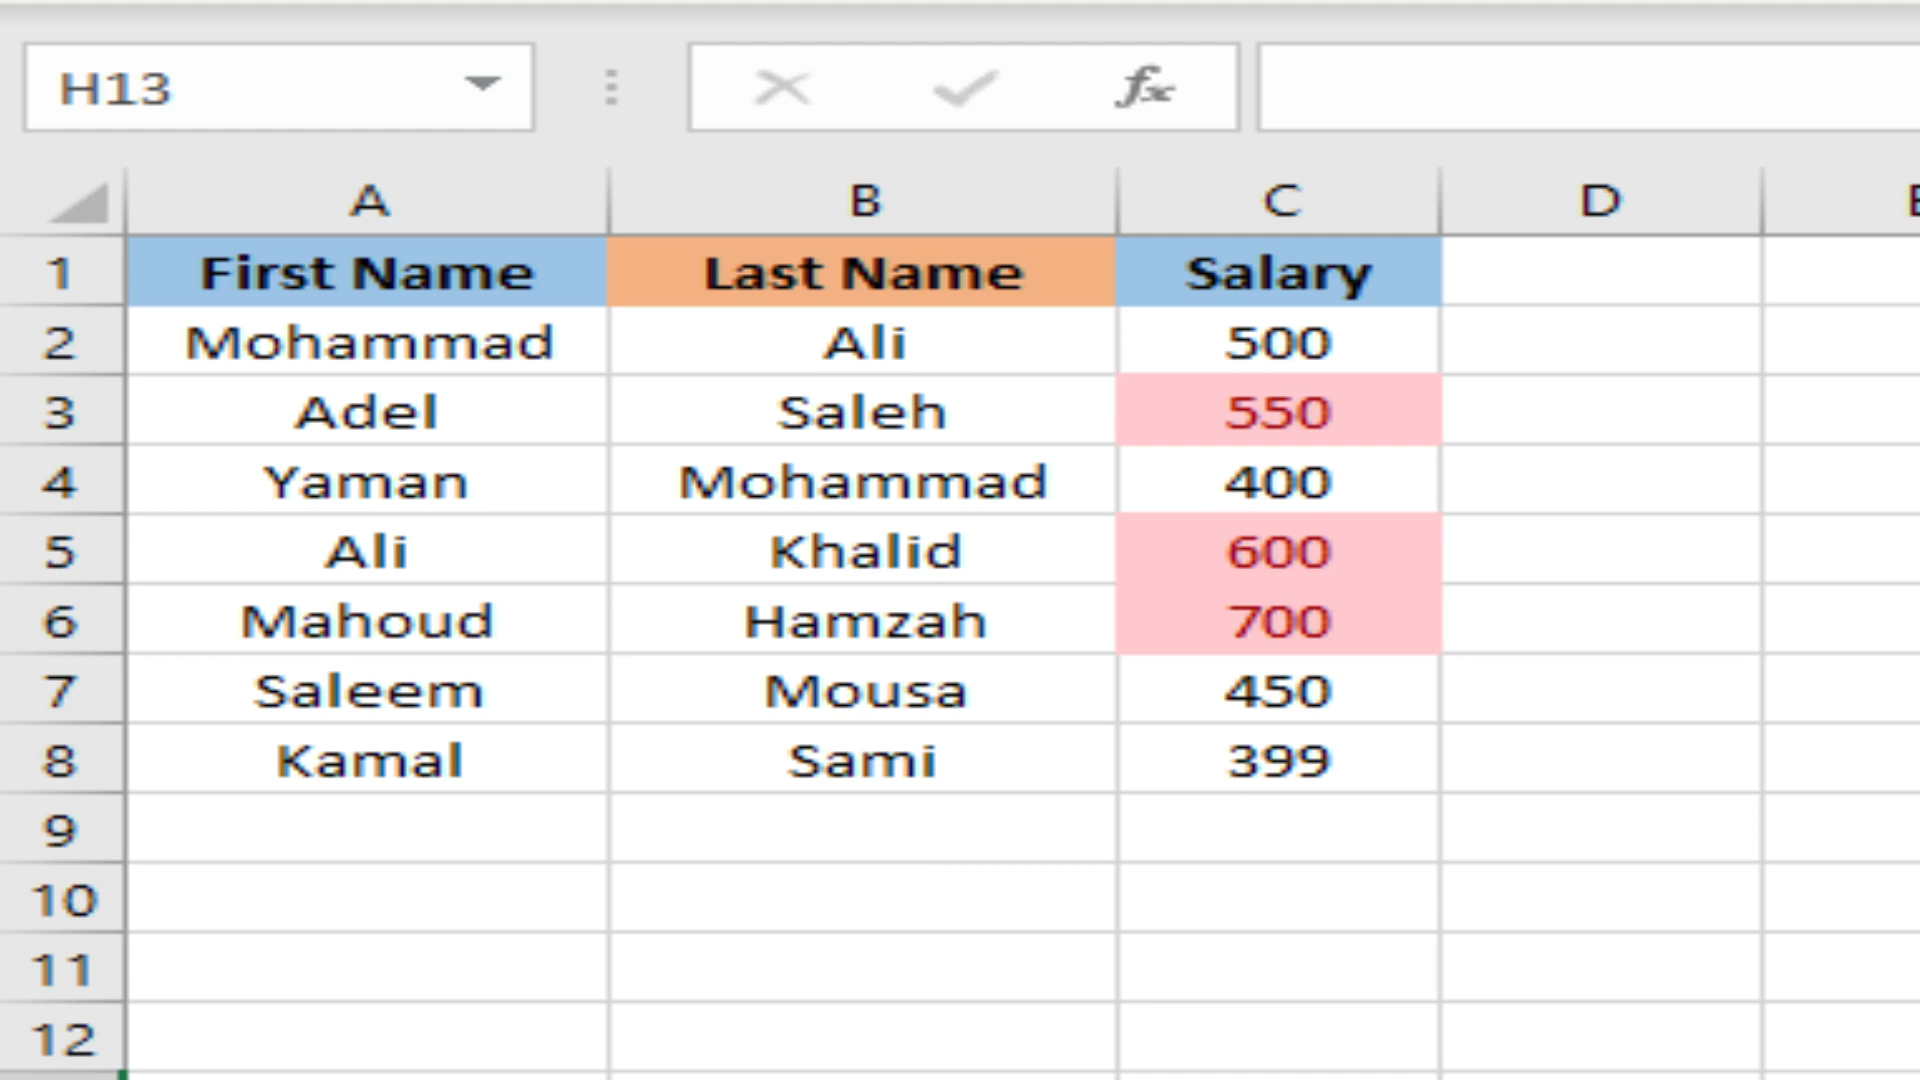 H13 fx
A B C D
1 First Name Last Name Salary
2 Mohammad Ali 500
3 Adel Saleh 550
4 Yaman Mohammad 400
5 Ali Khalid 600
6 Mahoud Hamzah 700
7 Saleem Mousa 450
8 Kamal Sami 399
9
10
11
12